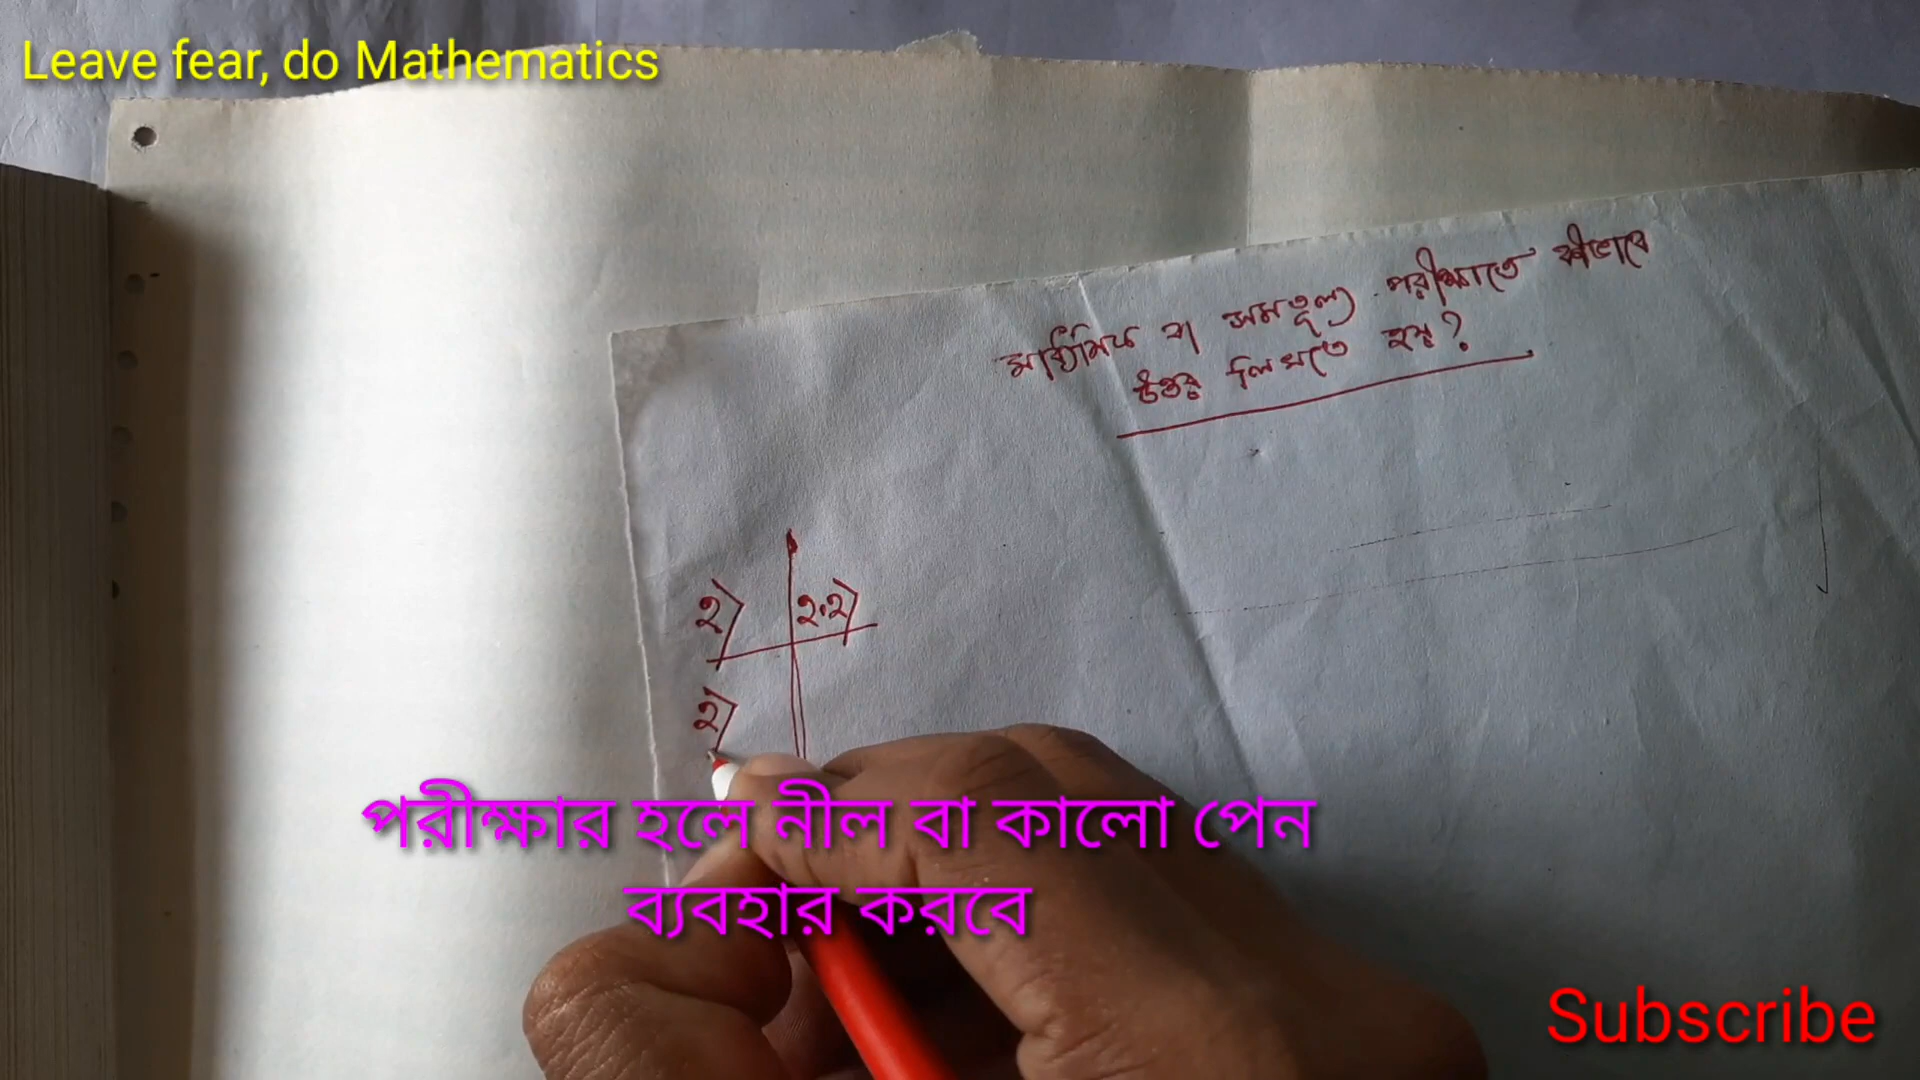 Leave fear, do Mathematics
মাধ্যমিক বা সমতুল্য পরীক্ষাতে কীভাবে
উত্তর লিখতে হয়?
২) ২.২)
২)
পরীক্ষার হলে নীল বা কালো পেন
ব্যবহার করবে
Subscribe